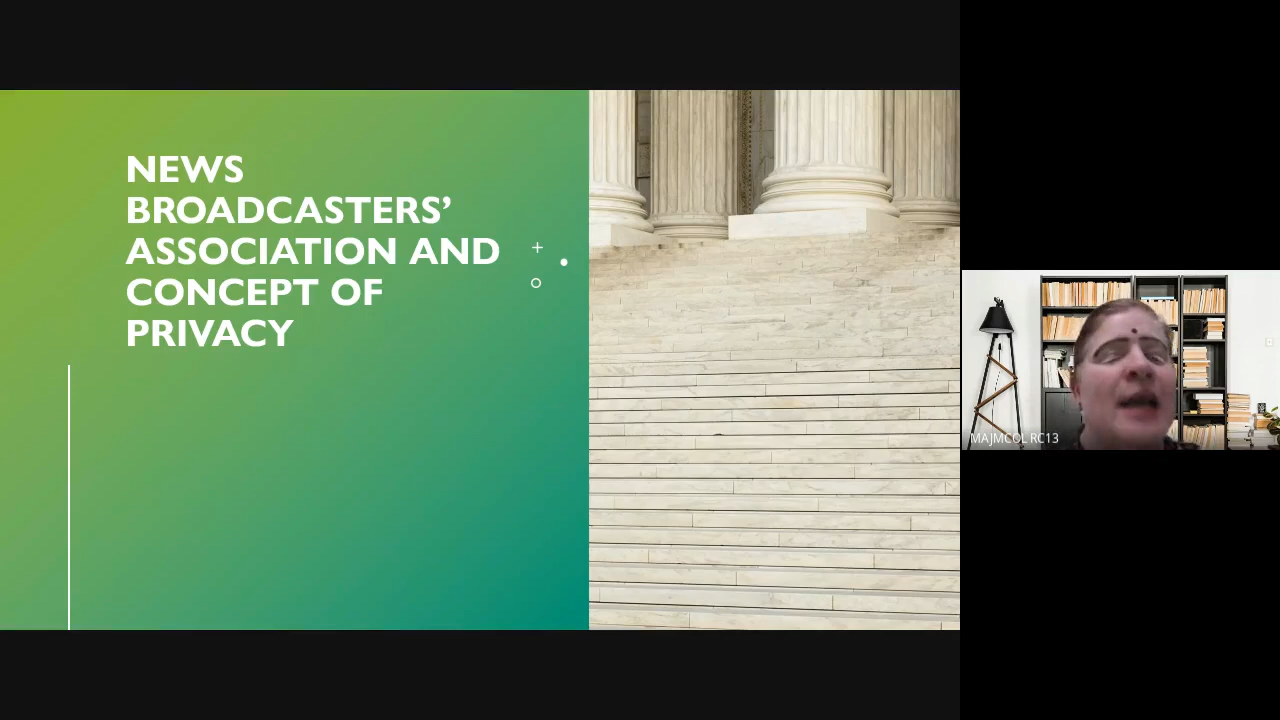 NEWS
BROADCASTERS’
ASSOCIATION AND
CONCEPT OF
PRIVACY
MAJMCOL RC13